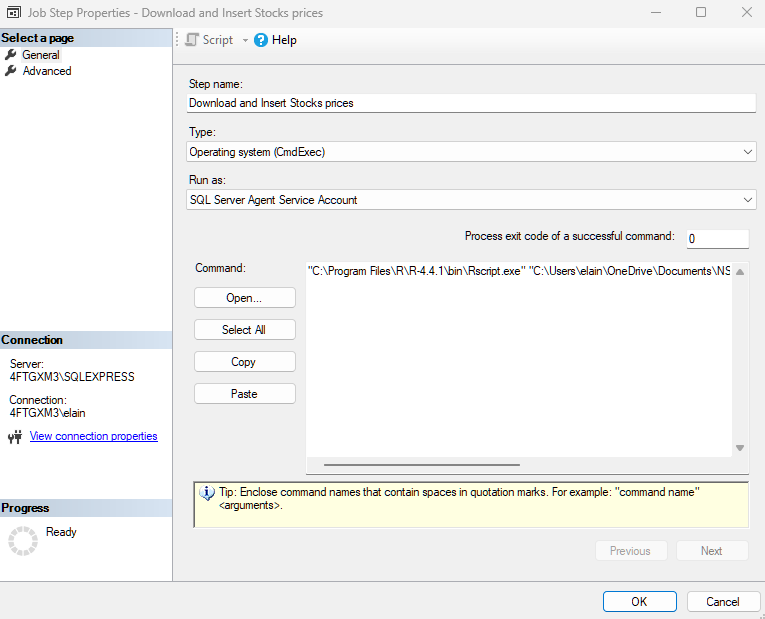 Job Step Properties - Download and Insert Stocks prices
Select a page
General
Advanced
Script
Help
Step name:
Download and Insert Stocks prices
Type:
Operating system (CmdExec)
Run as:
SQL Server Agent Service Account
Process exit code of a successful command:
0
Command:
"C:\Program Files\R\R-4.4.1\bin\Rscript.exe" "C:\Users\elain\OneDrive\Documents\NS
Open...
Select All
Copy
Paste
Connection
Server:
4FTGXM3\SQLEXPRESS
Connection:
4FTGXM3\elain
View connection properties
Progress
Ready
Tip: Enclose command names that contain spaces in quotation marks. For example: "command name"
<arguments>.
Previous
Next
OK
Cancel